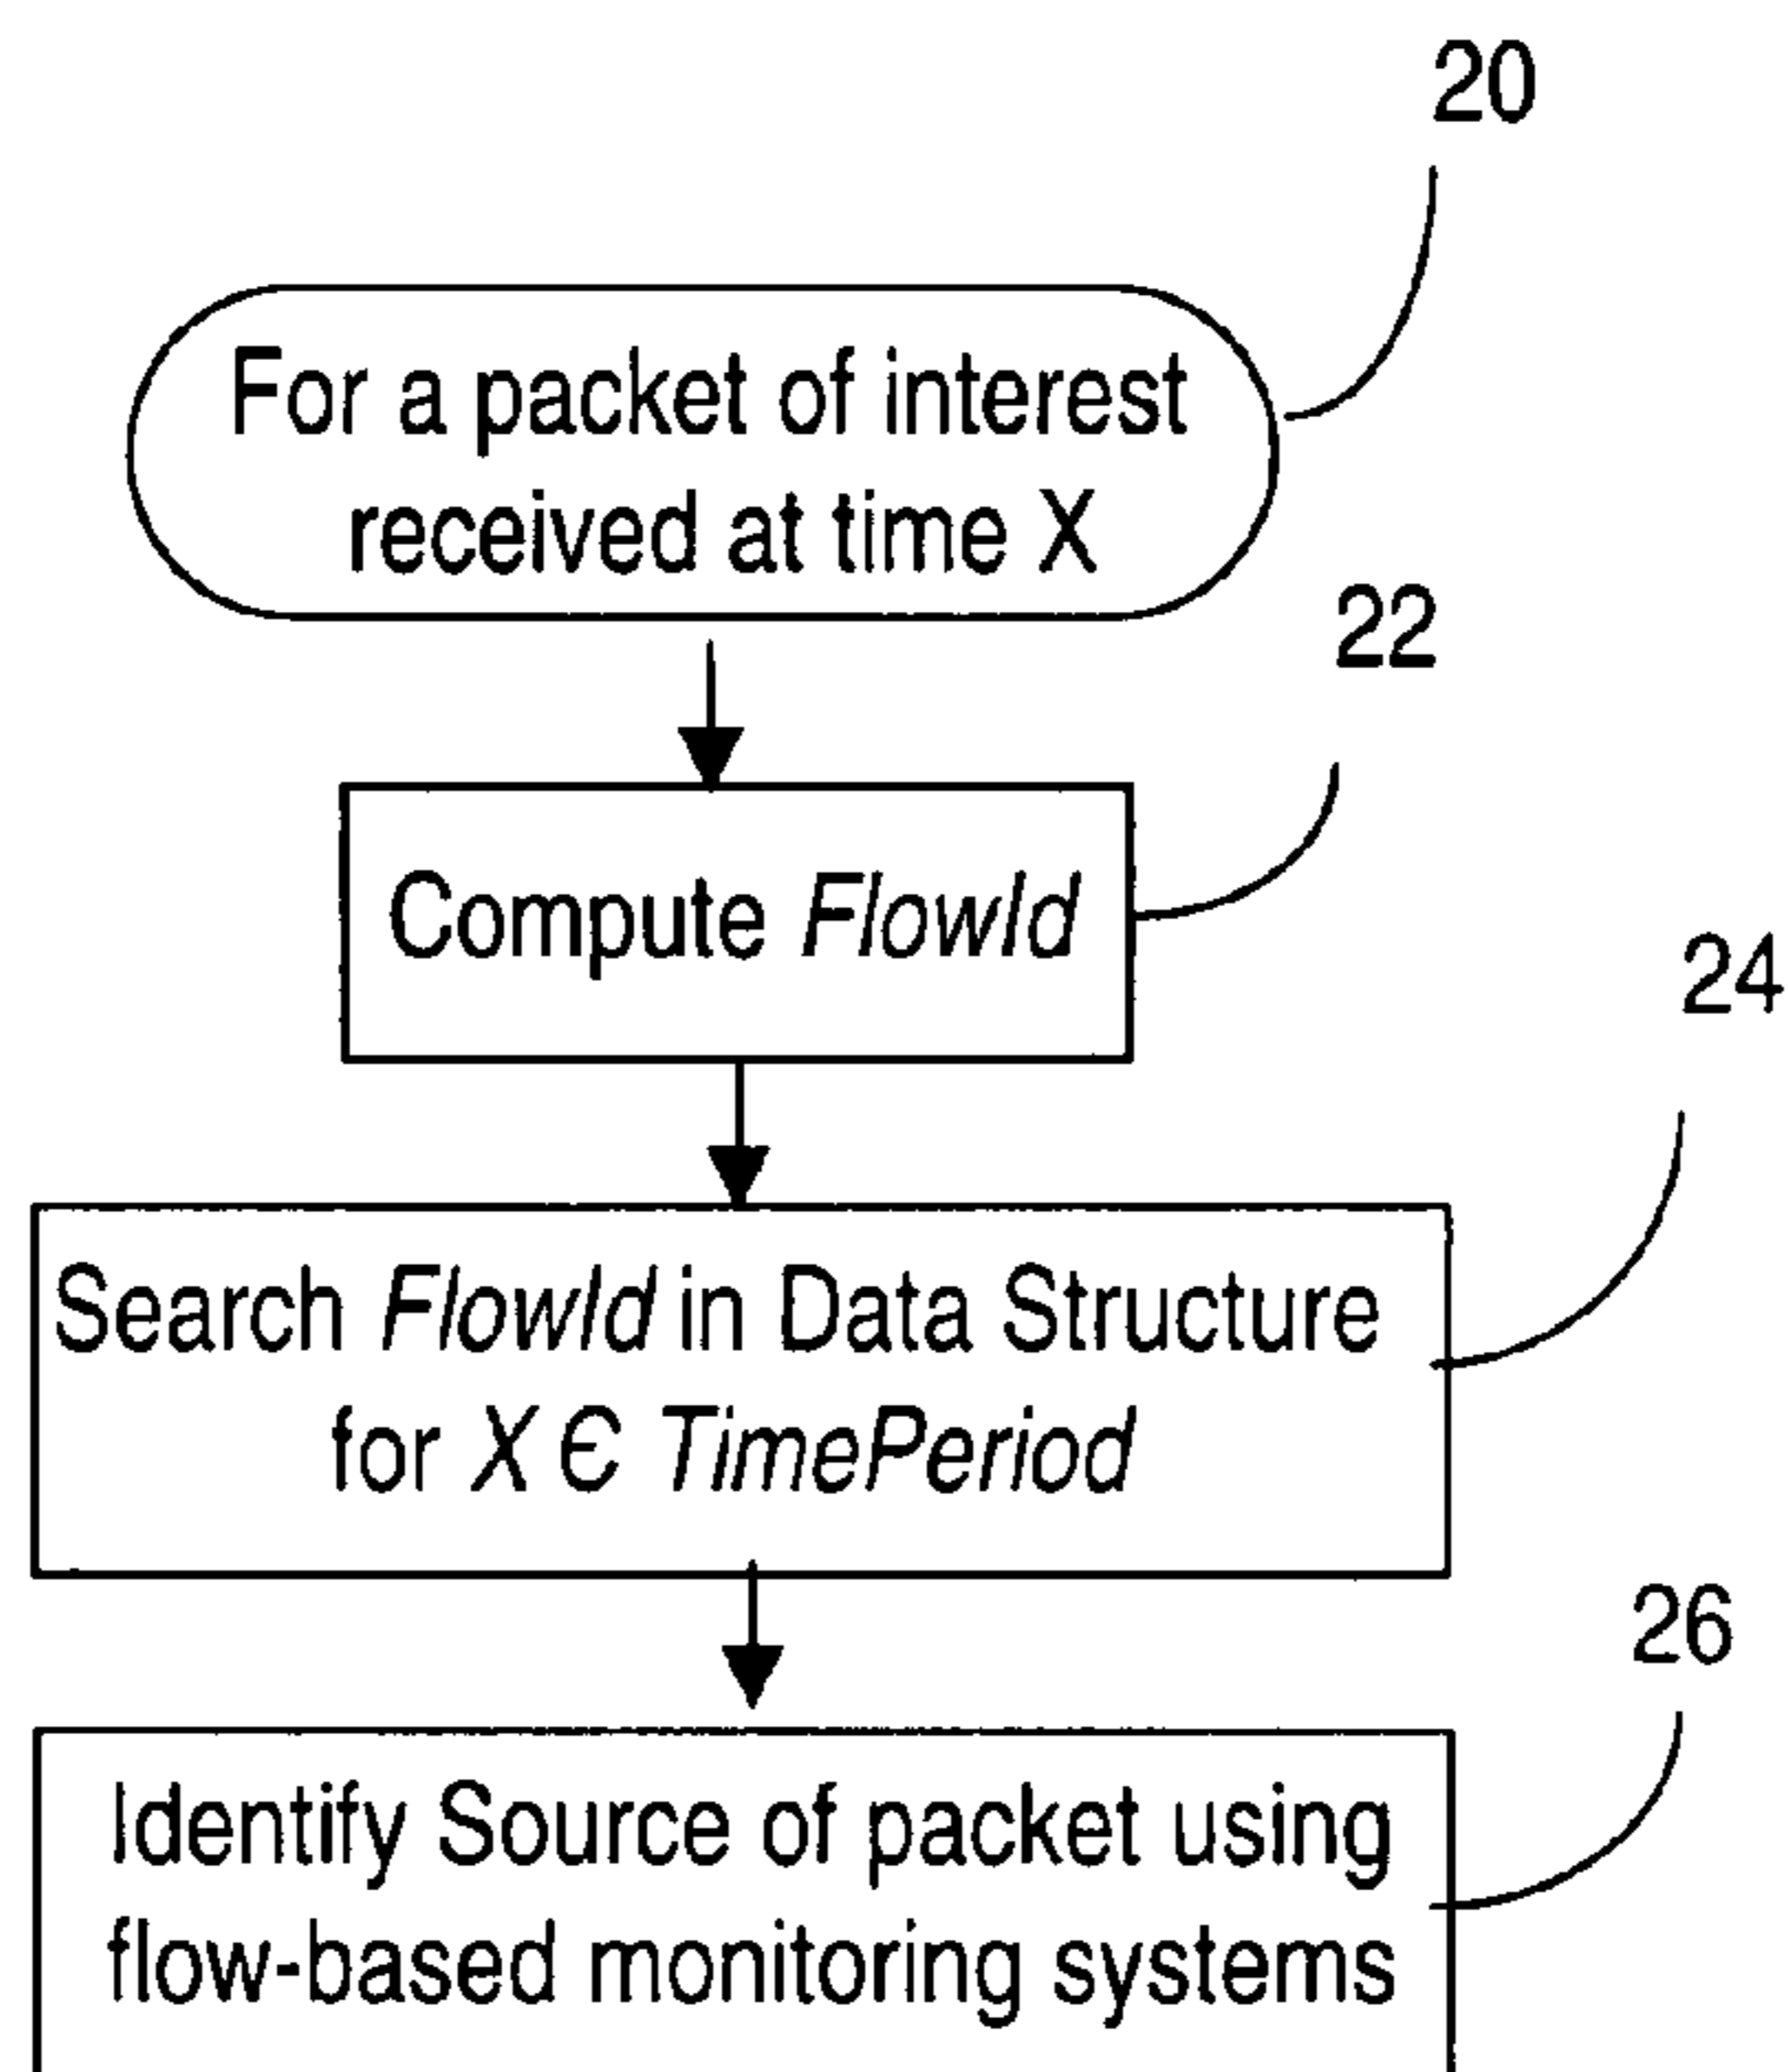 20
For a packet of interest
received at time X
22
Compute FlowId
24
Search FlowId in Data Structure
for X Є TimePeriod
26
Identify Source of packet using
flow-based monitoring systems